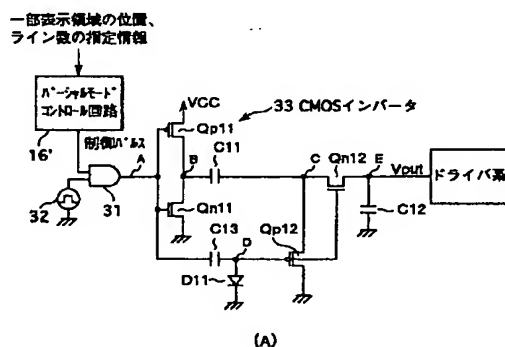 一部表示領域の位置、
ライン数の指定情報
パーシャルモード
コントロール回路
16'
制御パルス
VCC
33 CMOSインバータ
Qp11
C11
Qn12
A
B
C
E
Vout
ドライバ系
32
31
Qn11
C12
C13
D
Qp12
D11
(A)